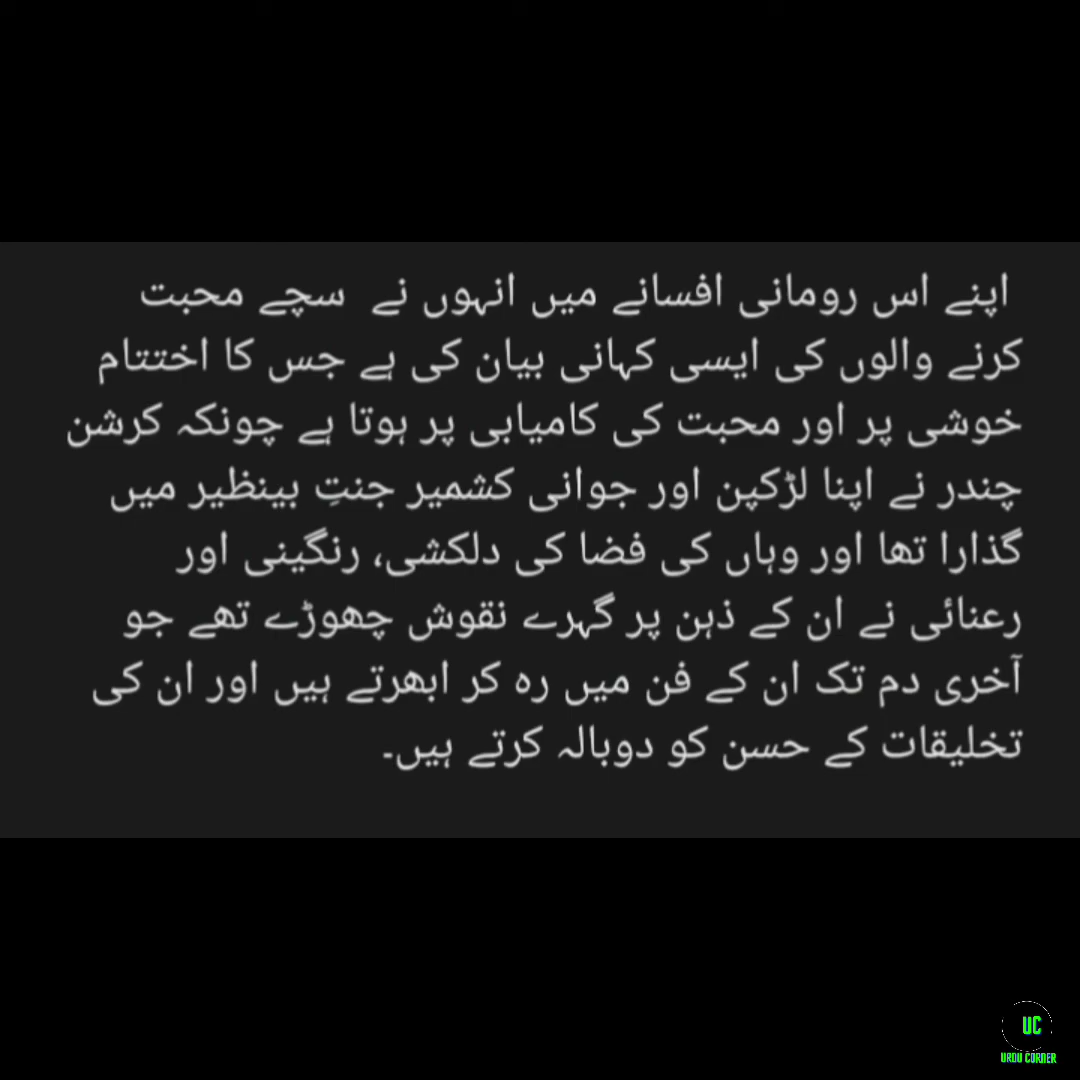 اپنے اس رومانی افسانے میں انہوں نے سچے محبت
کرنے والوں کی ایسی کہانی بیان کی ہے جس کا اختتام
خوشی پر اور محبت کی کامیابی پر ہوتا ہے چونکہ کرشن
چندر نے اپنا لڑکپن اور جوانی کشمیر جنتِ بینظیر میں
گذارا تھا اور وہاں کی فضا کی دلکشی، رنگینی اور
رعنائی نے ان کے ذہن پر گہرے نقوش چھوڑے تھے جو
آخری دم تک ان کے فن میں رہ کر ابھرتے ہیں اور ان کی
تخلیقات کے حسن کو دوبالہ کرتے ہیں۔
UC
URDU CORNER